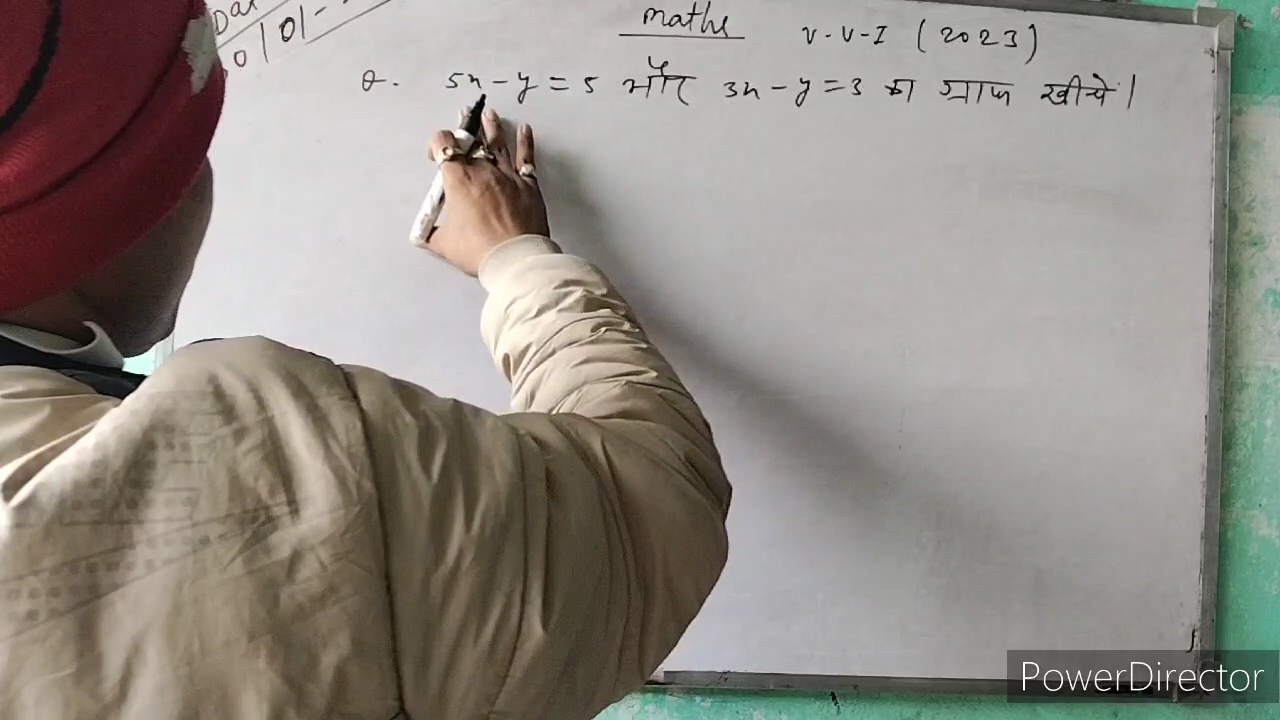 maths V-V-I (2023)
Q. 5x-y=5 और 3x-y=3 का ग्राफ खींचे।
PowerDirector